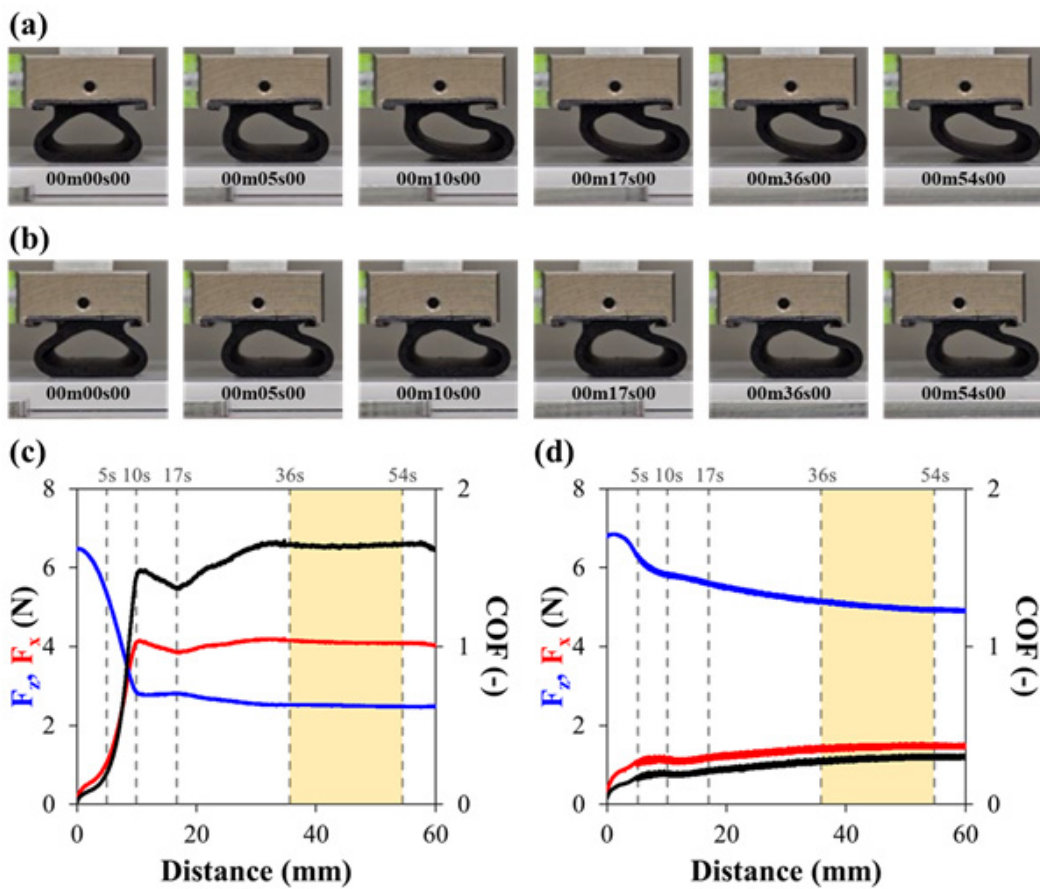 (a)
00m00s00 00m05s00 00m10s00 00m17s00 00m36s00 00m54s00
(b)
00m00s00 00m05s00 00m10s00 00m17s00 00m36s00 00m54s00
(c) (d)
5s 10s 17s 36s 54s
8 6 4 2 0
Fz, Fx (N)
2 1 0
COF (-)
0 20 40 60
Distance (mm)
5s 10s 17s 36s 54s
8 6 4 2 0
Fz, Fx (N)
2 1 0
COF (-)
0 20 40 60
Distance (mm)